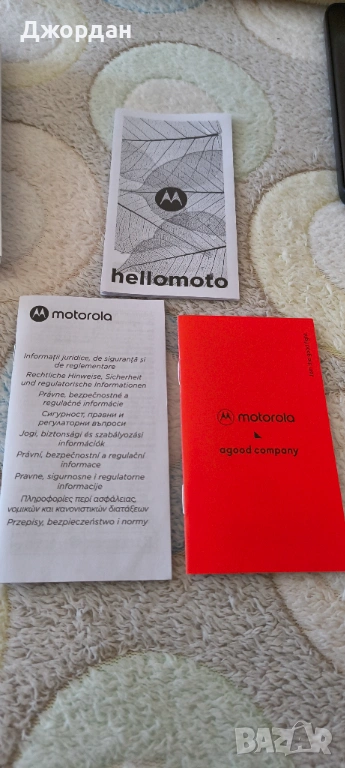 Джордан
hellomoto
motorola
Informații juridice, de siguranță și
de reglementare
Rechtliche Hinweise, Sicherheit
und regulatorische Informationen
Právne, bezpečnostné a
regulačné informácie
Сигурност, правни и
регулаторни въпроси
Jogi, biztonsági és szabályozási
információk
Právní, bezpečnostní a regulační
informace
Pravne, sigurnosne i regulatorne
informacije
Πληροφορίες περί ασφάλειας,
νομικών και κανονιστικών διατάξεων
Przepisy, bezpieczeństwo i normy
motorola
agood.company
BAZAR